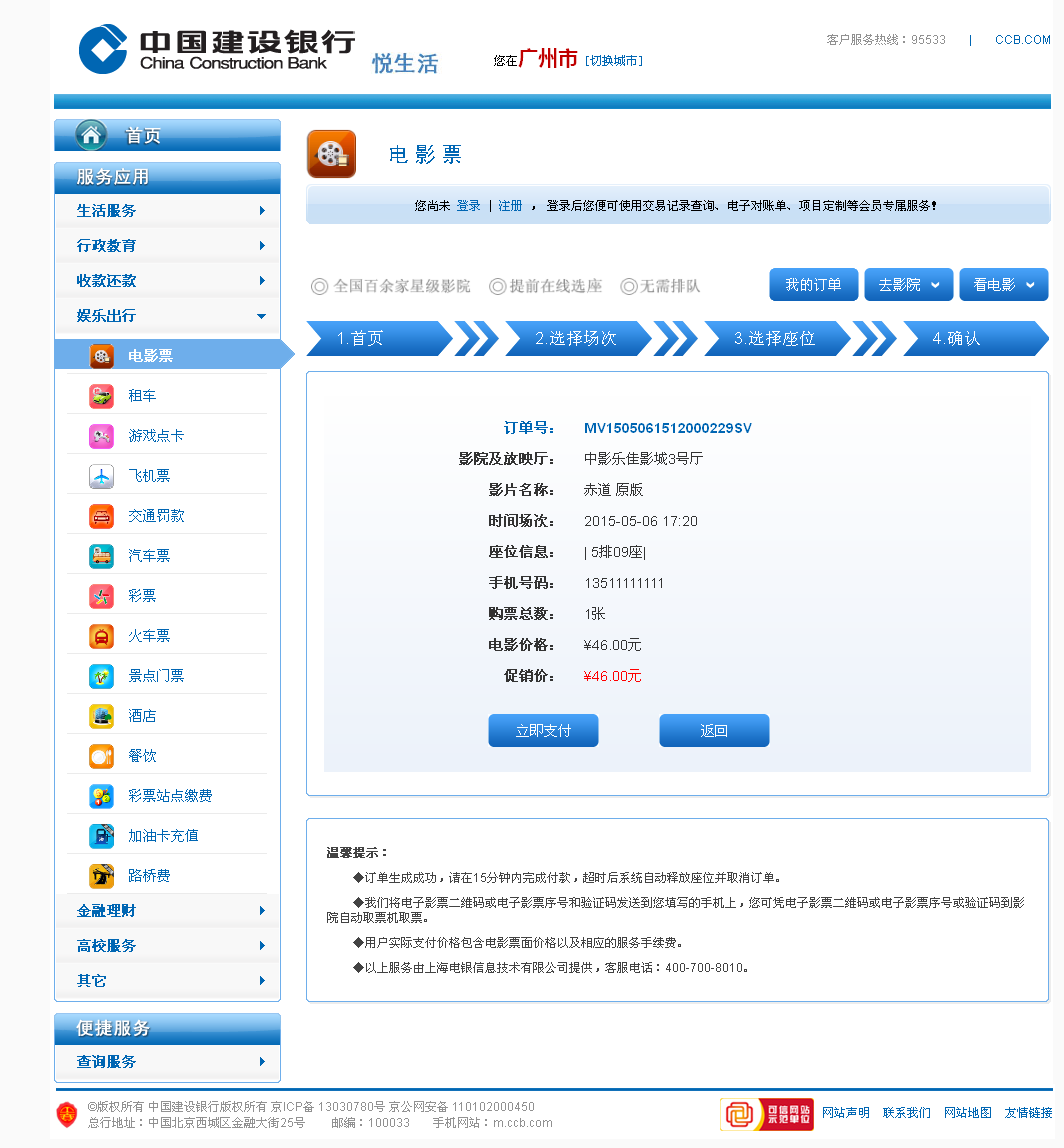 中国建设银行
China Construction Bank
悦生活
您在广州市 [切换城市]
客户服务热线：95533 | CCB.COM
首页
服务应用
生活服务
行政教育
收款还款
娱乐出行
电影票
租车
游戏点卡
飞机票
交通罚款
汽车票
彩票
火车票
景点门票
酒店
餐饮
彩票站点缴费
加油卡充值
路桥费
金融理财
高校服务
其它
便捷服务
查询服务
电影票
您尚未 登录 | 注册 ， 登录后您便可使用交易记录查询、电子对账单、项目定制等会员专属服务！
◎全国百余家星级影院 ◎提前在线选座 ◎无需排队
我的订单 去影院 看电影
1.首页 2.选择场次 3.选择座位 4.确认
订单号： MV1505061512000229SV
影院及放映厅： 中影乐佳影城3号厅
影片名称： 赤道 原版
时间场次： 2015-05-06 17:20
座位信息： | 5排09座|
手机号码： 13511111111
购票总数： 1张
电影价格： ¥46.00元
促销价： ¥46.00元
立即支付 返回
温馨提示：
◆订单生成成功，请在15分钟内完成付款，超时后系统自动释放座位并取消订单。
◆我们将电子影票二维码或电子影票序号和验证码发送到您填写的手机上，您可凭电子影票二维码或电子影票序号或验证码到影
院自动取票机取票。
◆用户实际支付价格包含电影票面价格以及相应的服务手续费。
◆以上服务由上海电银信息技术有限公司提供，客服电话：400-700-8010。
©版权所有 中国建设银行版权所有 京ICP备 13030780号 京公网安备 110102000450
总行地址：中国北京西城区金融大街25号 邮编：100033 手机网站：m.ccb.com
可信网站
示范单位
网站声明 联系我们 网站地图 友情链接